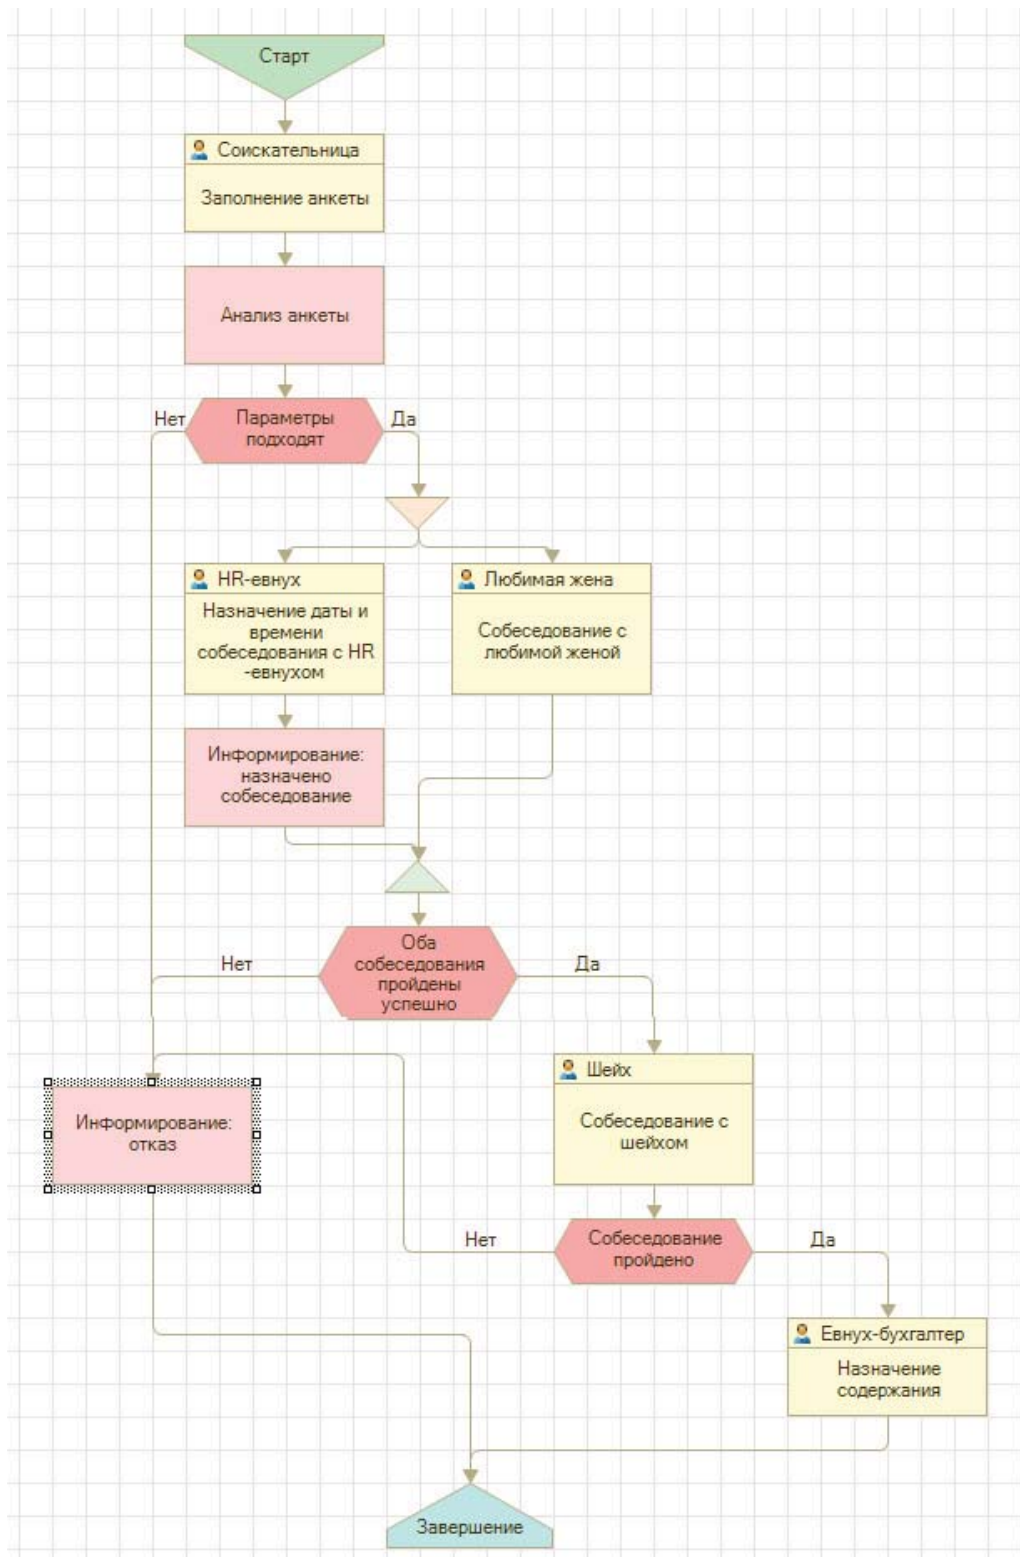 Старт
Соискательница
Заполнение анкеты
Анализ анкеты
Нет
Параметры
подходят
Да
HR-евнух
Назначение даты и
времени
собеседования с HR
-евнухом
Любимая жена
Собеседование с
любимой женой
Информирование:
назначено
собеседование
Нет
Оба
собеседования
пройдены
успешно
Да
Шейх
Собеседование с
шейхом
Информирование:
отказ
Нет
Собеседование
пройдено
Да
Евнух-бухгалтер
Назначение
содержания
Завершение